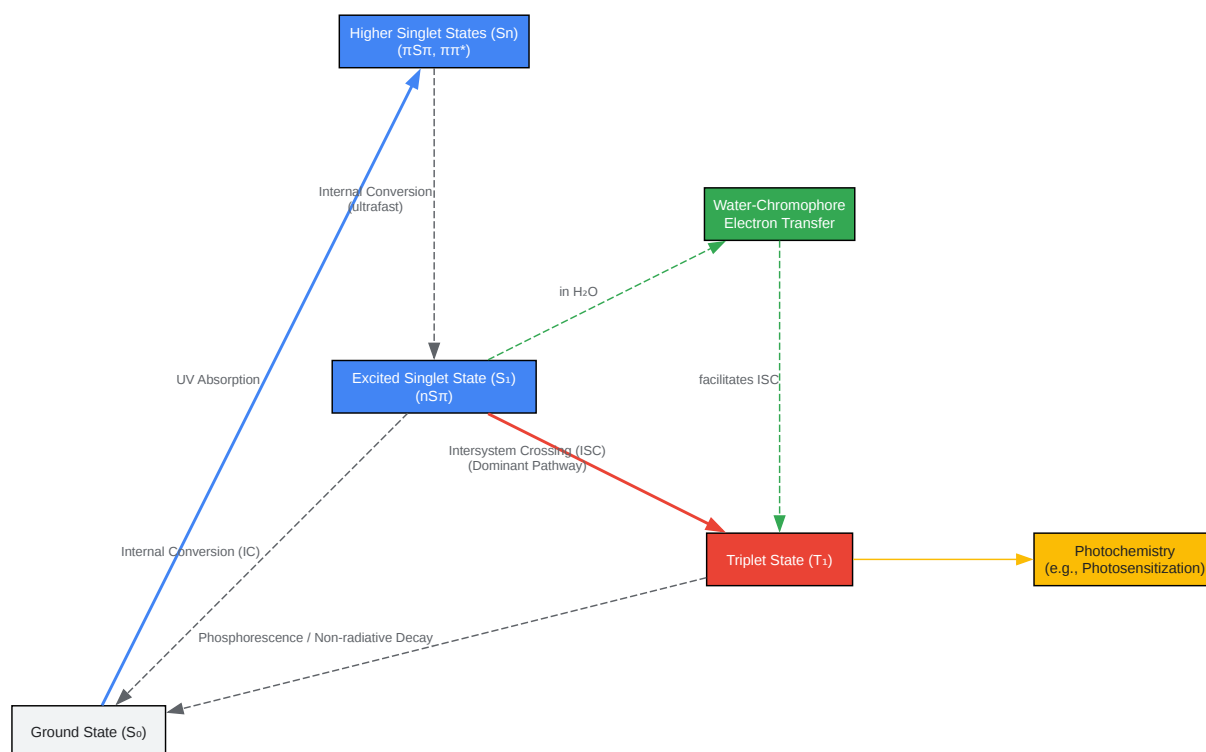 Higher Singlet States (Sn)
(πSπ, ππ*)
Internal Conversion
(ultrafast)
Water-Chromophore
Electron Transfer
in H₂O
UV Absorption
Excited Singlet State (S₁)
(nSπ)
facilitates ISC
Intersystem Crossing (ISC)
(Dominant Pathway)
Internal Conversion (IC)
Triplet State (T₁)
Photochemistry
(e.g., Photosensitization)
Phosphorescence / Non-radiative Decay
Ground State (S₀)